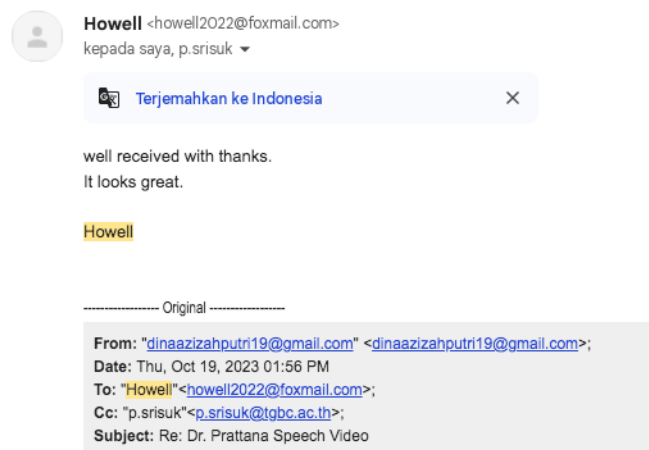 Howell <howell2022@foxmail.com>
kepada saya, p.srisuk
Terjemahkan ke Indonesia
well received with thanks.
It looks great.
Howell
------------------ Original ------------------
From: "dinaazizahputri19@gmail.com" <dinaazizahputri19@gmail.com>;
Date: Thu, Oct 19, 2023 01:56 PM
To: "Howell"<howell2022@foxmail.com>;
Cc: "p.srisuk"<p.srisuk@tgbc.ac.th>;
Subject: Re: Dr. Prattana Speech Video